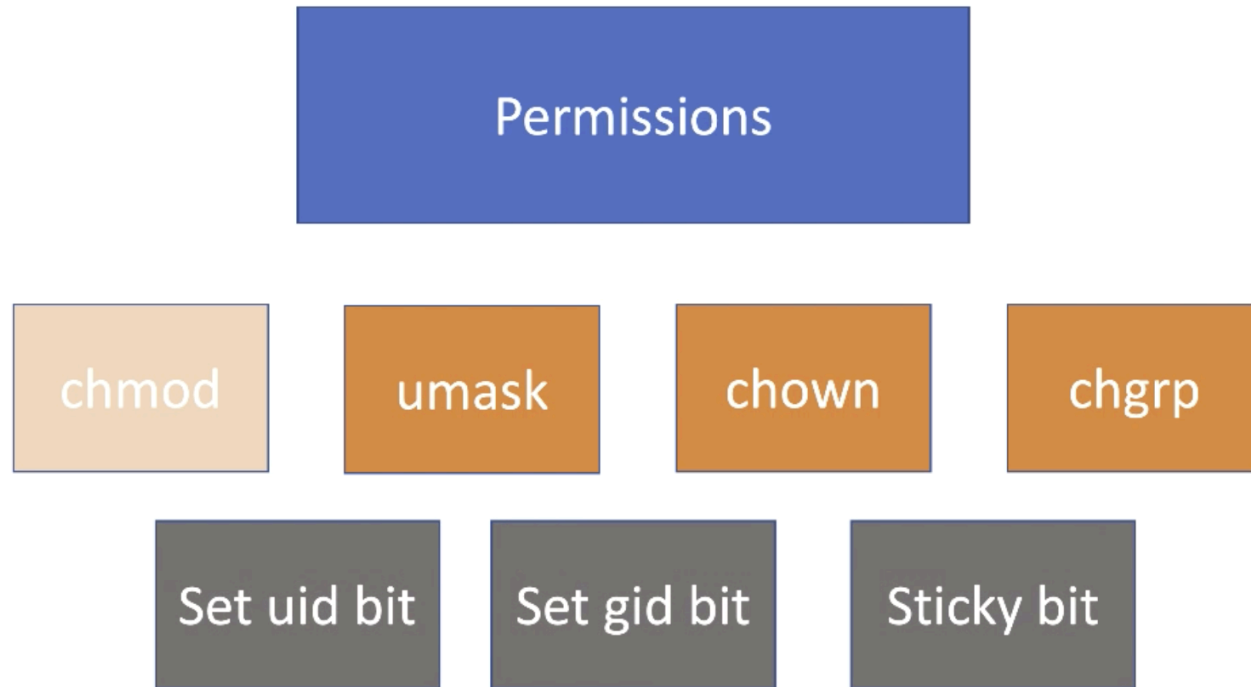 Permissions
chmod
umask
chown
chgrp
Set uid bit
Set gid bit
Sticky bit